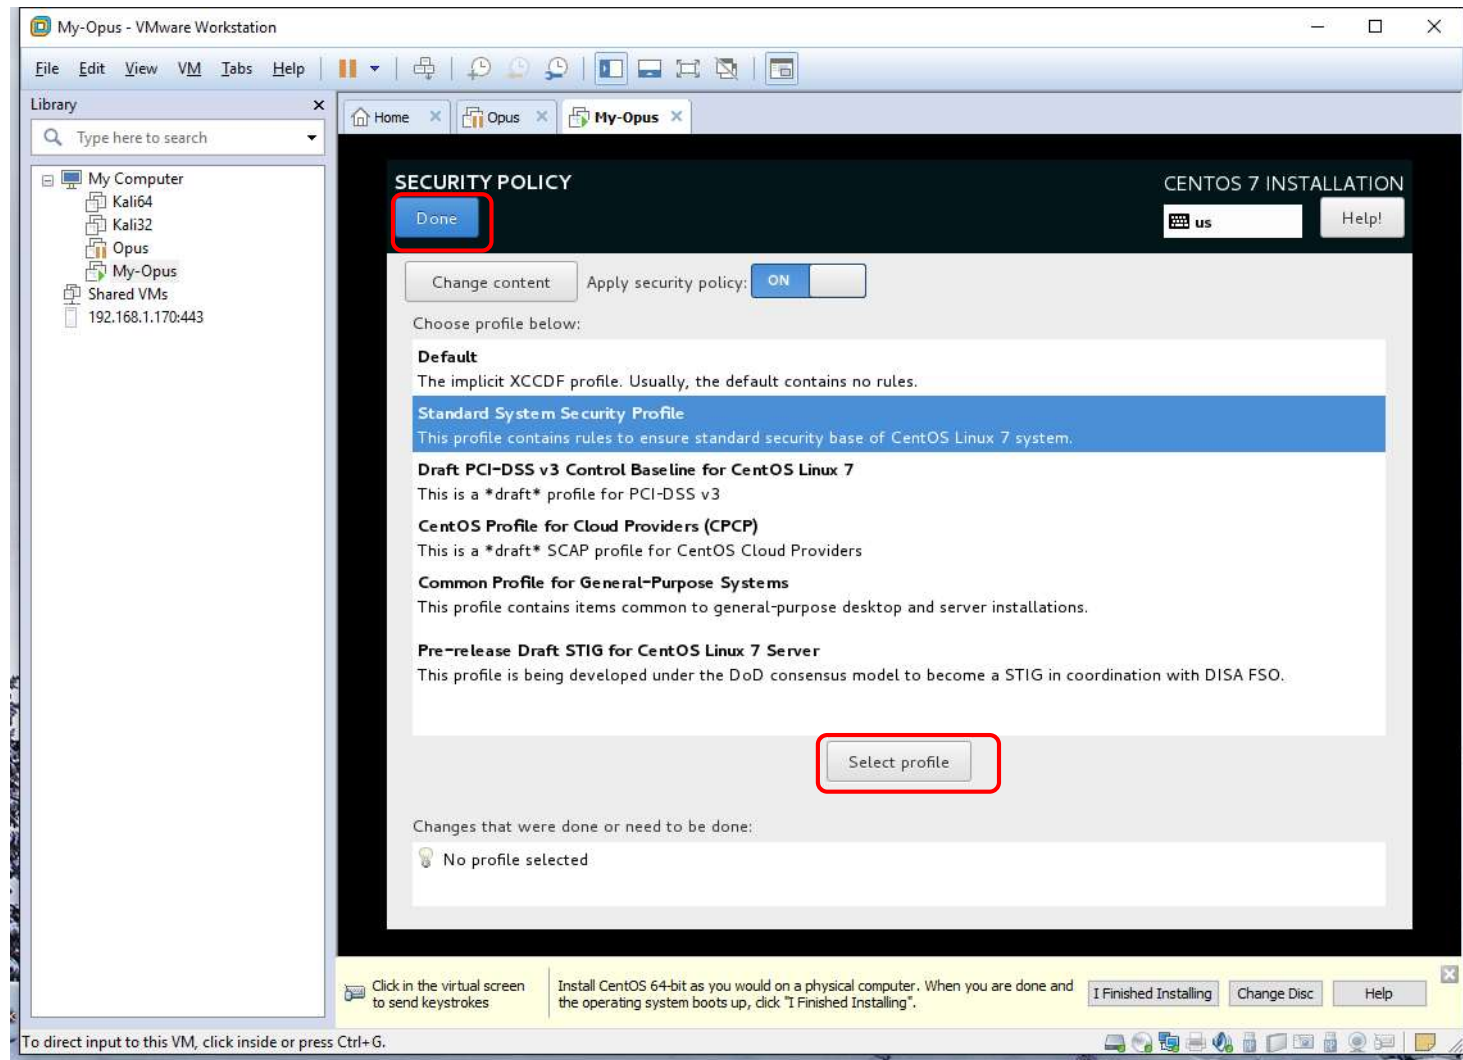 My-Opus - VMware Workstation
File Edit View VM Tabs Help
Library
Type here to search
My Computer
Kali64
Kali32
Opus
My-Opus
Shared VMs
192.168.1.170:443
Home
Opus
My-Opus
SECURITY POLICY
CENTOS 7 INSTALLATION
Done
us
Help!
Change content
Apply security policy:
ON
Choose profile below:
Default
The implicit XCCDF profile. Usually, the default contains no rules.
Standard System Security Profile
This profile contains rules to ensure standard security base of CentOS Linux 7 system.
Draft PCI-DSS v3 Control Baseline for CentOS Linux 7
This is a *draft* profile for PCI-DSS v3
CentOS Profile for Cloud Providers (CPCP)
This is a *draft* SCAP profile for CentOS Cloud Providers
Common Profile for General-Purpose Systems
This profile contains items common to general-purpose desktop and server installations.
Pre-release Draft STIG for CentOS Linux 7 Server
This profile is being developed under the DoD consensus model to become a STIG in coordination with DISA FSO.
Select profile
Changes that were done or need to be done:
No profile selected
Click in the virtual screen
to send keystrokes
Install CentOS 64-bit as you would on a physical computer. When you are done and
the operating system boots up, click "I Finished Installing".
I Finished Installing
Change Disc
Help
To direct input to this VM, click inside or press Ctrl+G.